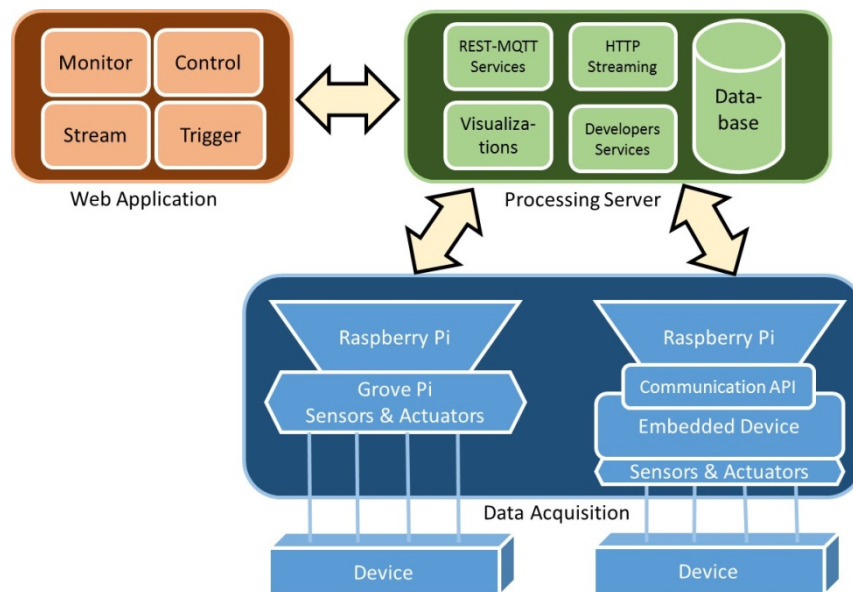 Monitor
Control
Stream
Trigger
Web Application
REST-MQTT
Services
HTTP
Streaming
Visualiza-
tions
Developers
Services
Data-
base
Processing Server
Raspberry Pi
Grove Pi
Sensors & Actuators
Raspberry Pi
Communication API
Embedded Device
Sensors & Actuators
Data Acquisition
Device
Device